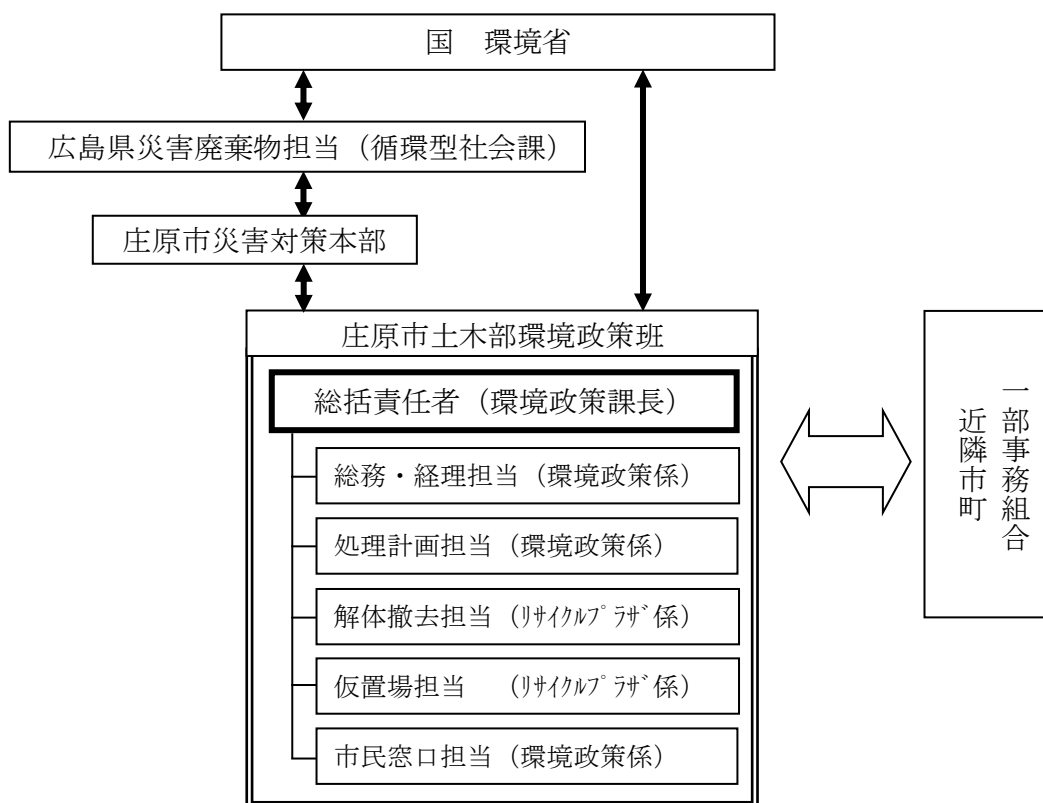 国　環境省
広島県災害廃棄物担当（循環型社会課）
庄原市災害対策本部
庄原市土木部環境政策班
総括責任者（環境政策課長）
総務・経理担当（環境政策係）
処理計画担当（環境政策係）
解体撤去担当（ﾘｻｲｸﾙﾌﾟﾗｻﾞ係）
仮置場担当　（ﾘｻｲｸﾙﾌﾟﾗｻﾞ係）
市民窓口担当（環境政策係）
一部事務組合
近隣市町